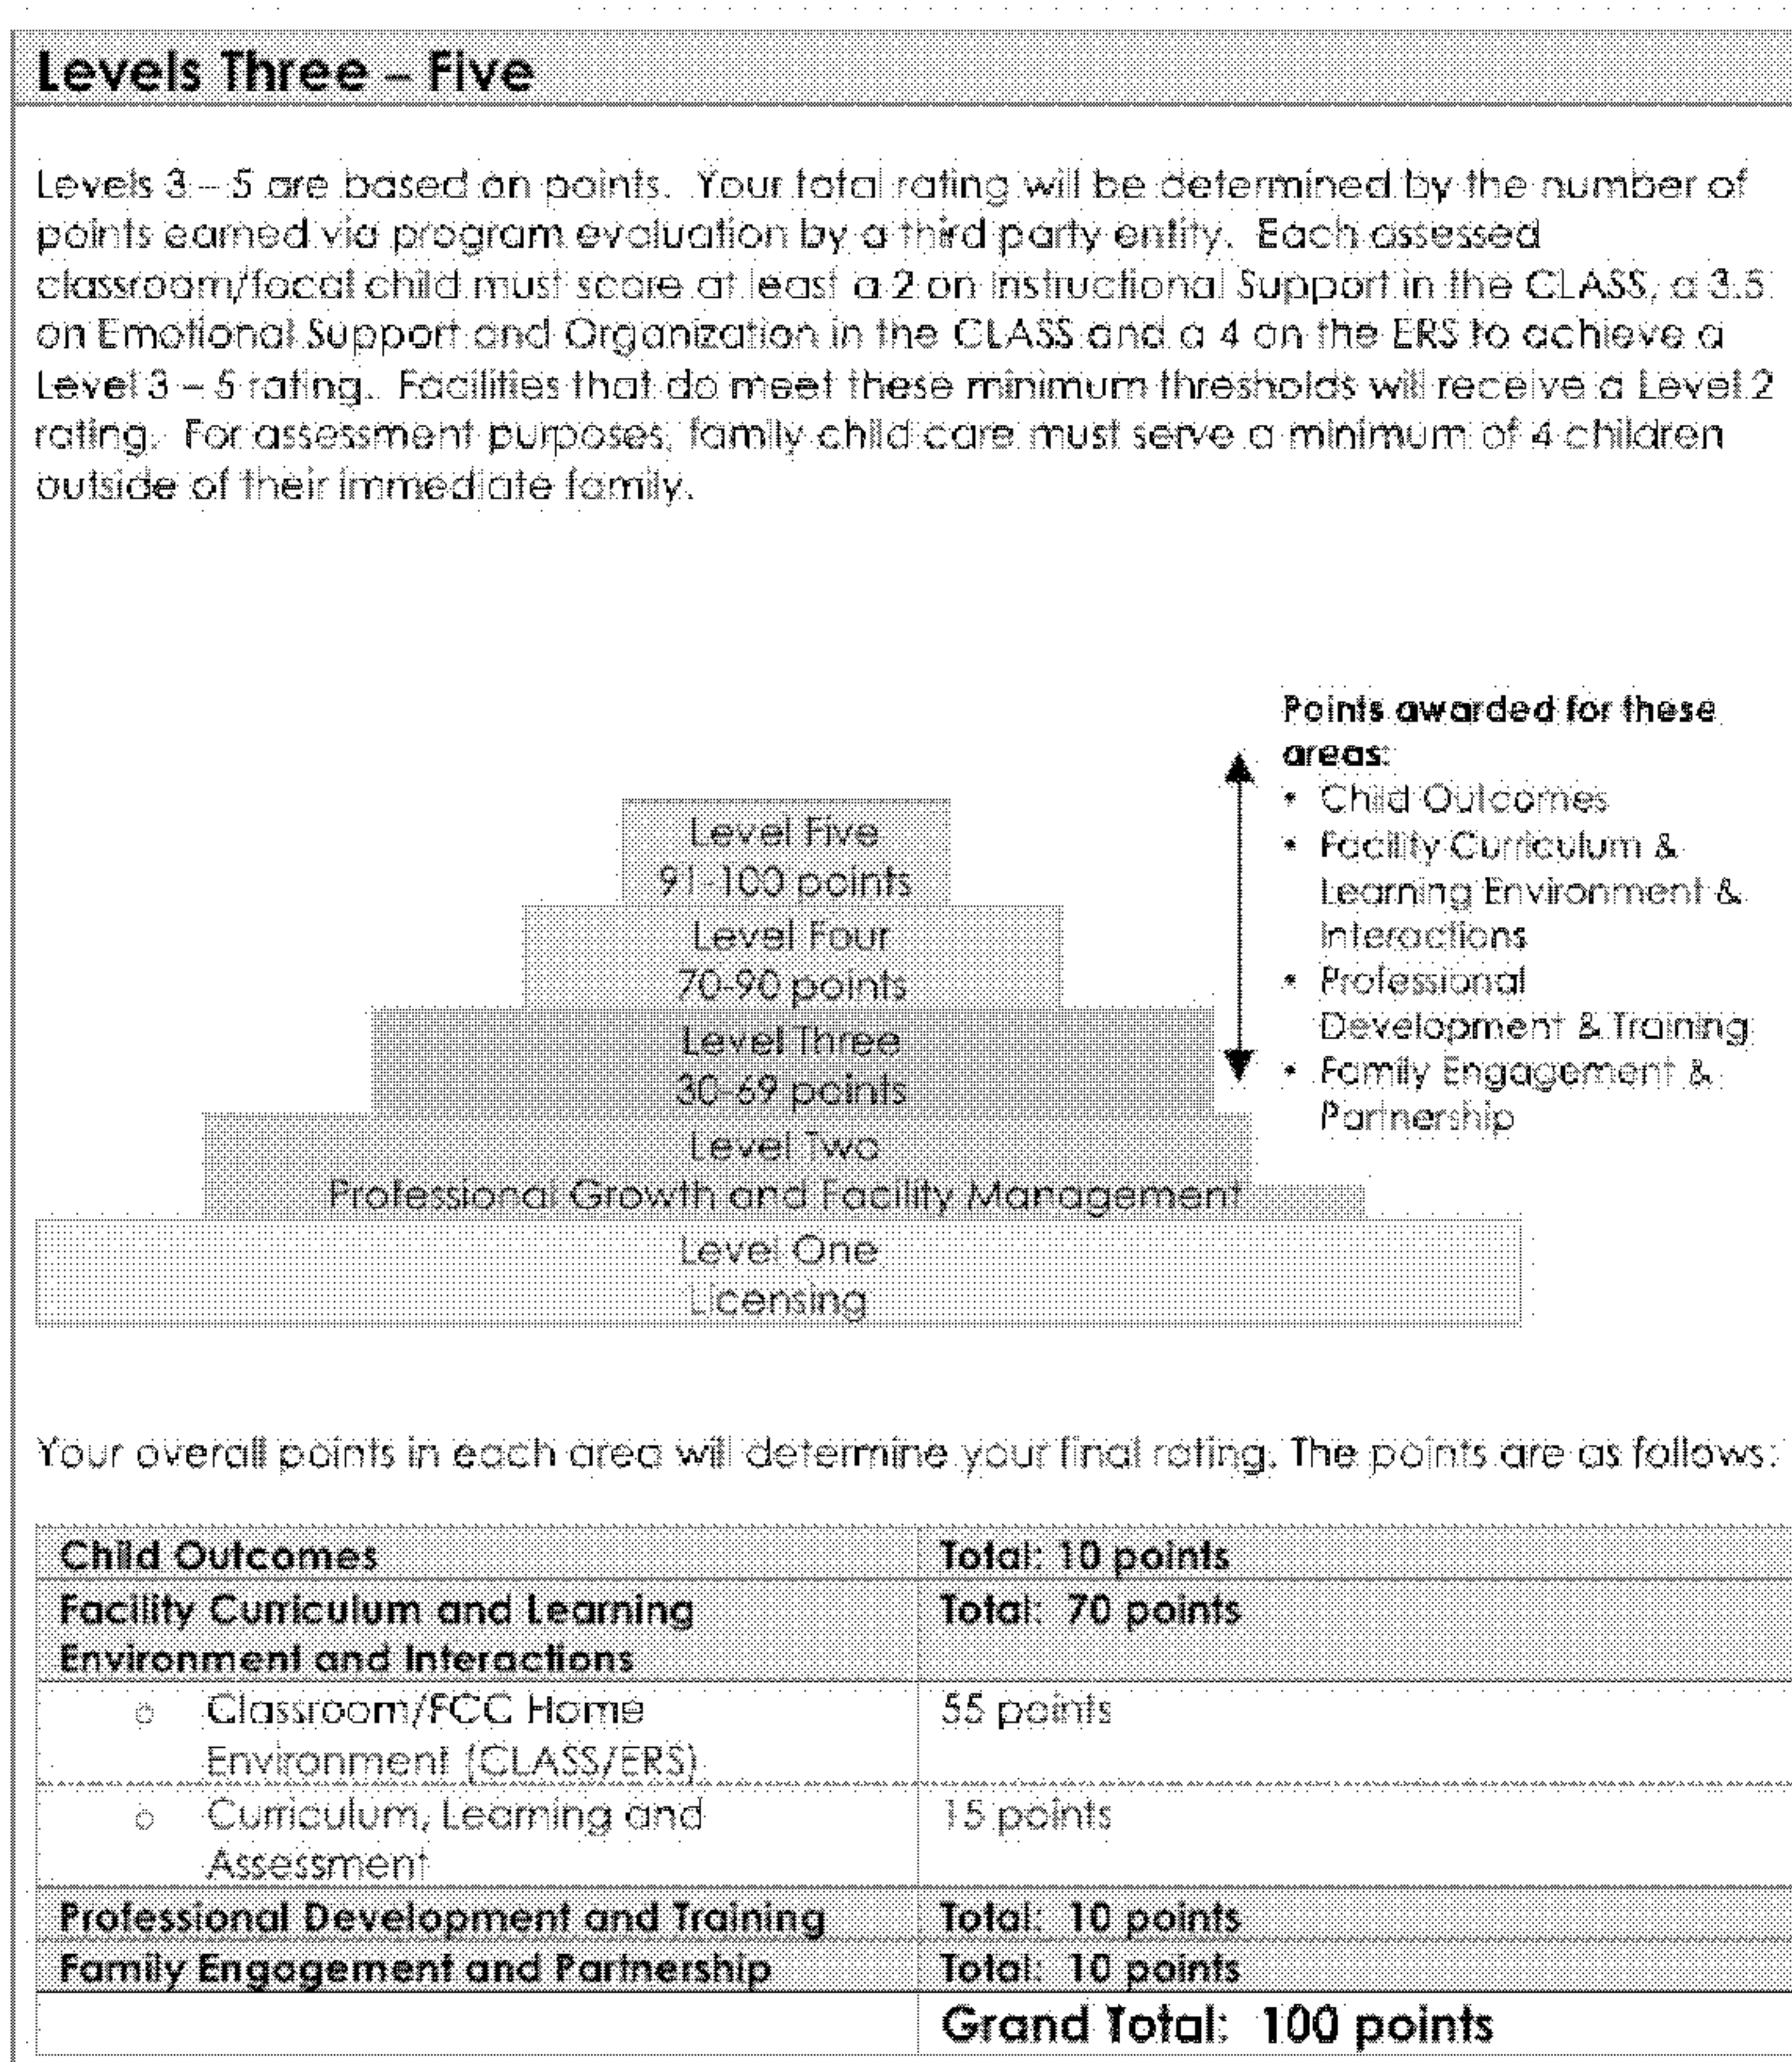 Levels Three – Five
Levels 3 – 5 are based on points. Your total rating will be determined by the number of
points earned via program evaluation by a third party entity. Each assessed
classroom/focal child must score at least a 2 on Instructional Support in the CLASS, a 3.5
on Emotional Support and Organization in the CLASS and a 4 on the ERS to achieve a
Level 3 – 5 rating. Facilities that do meet these minimum thresholds will receive a Level 2
rating. For assessment purposes, family child care must serve a minimum of 4 children
outside of their immediate family.
Points awarded for these
areas:
• Child Outcomes
• Facility Curriculum &
Learning Environment &
Interactions
• Professional
Development & Training
• Family Engagement &
Partnership
Level Five
91-100 points
Level Four
70-90 points
Level Three
30-69 points
Level Two
Professional Growth and Facility Management
Level One
Licensing
Your overall points in each area will determine your final rating. The points are as follows:
Child Outcomes Total: 10 points
Facility Curriculum and Learning Total: 70 points
Environment and Interactions
o Classroom/FCC Home 55 points
Environment (CLASS/ERS)
o Curriculum, Learning and 15 points
Assessment
Professional Development and Training Total: 10 points
Family Engagement and Partnership Total: 10 points
Grand Total: 100 points